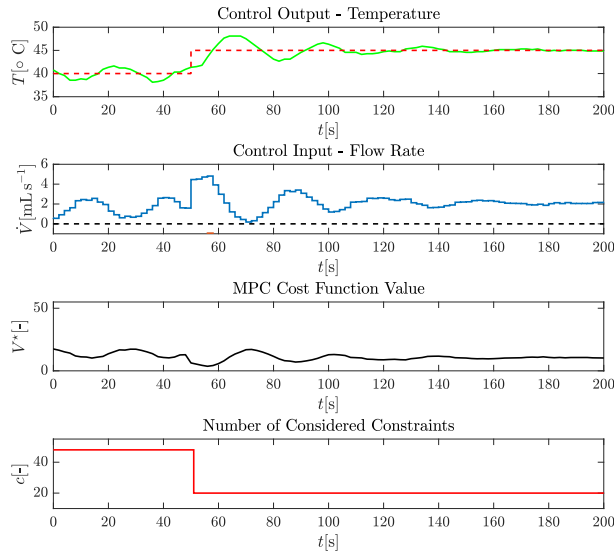 Control Output - Temperature
T[∘ C]
55
45
40
35
0 20 40 60 80 100 120 140 160 180 200
t[s]
Control Input - Flow Rate
V̇[mL s⁻¹]
6
4
2
0
0 20 40 60 80 100 120 140 160 180 200
t[s]
MPC Cost Function Value
V*[-]
50
0
0 20 40 60 80 100 120 140 160 180 200
t[s]
Number of Considered Constraints
c[-]
40
20
0 20 40 60 80 100 120 140 160 180 200
t[s]